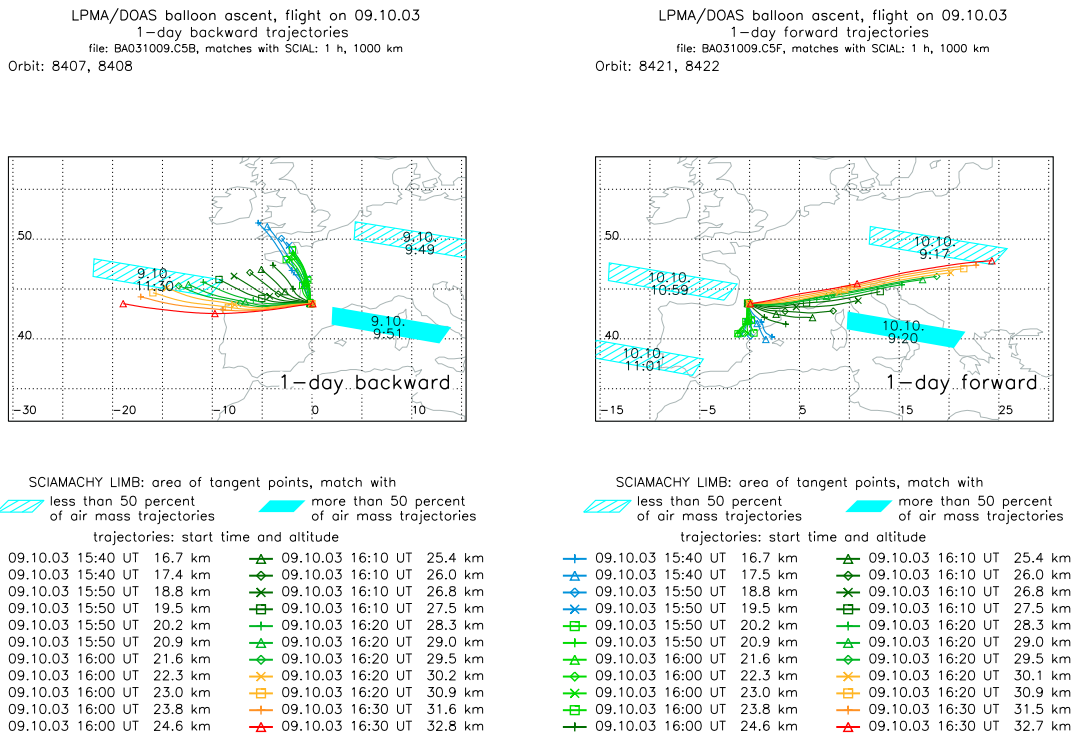 LPMA/DOAS balloon ascent, flight on 09.10.03
1-day backward trajectories
file: BA031009.C5B, matches with SCIAL: 1 h, 1000 km
Orbit: 8407, 8408
50
40
-30
-20
-10
0
10
9.10.
9:49
9.10.
11:30
9.10.
9:51
1-day backward
SCIAMACHY LIMB: area of tangent points, match with
less than 50 percent
of air mass trajectories
more than 50 percent
of air mass trajectories
trajectories: start time and altitude
09.10.03 15:40 UT 16.7 km
09.10.03 15:40 UT 17.4 km
09.10.03 15:50 UT 18.8 km
09.10.03 15:50 UT 19.5 km
09.10.03 15:50 UT 20.2 km
09.10.03 15:50 UT 20.9 km
09.10.03 16:00 UT 21.6 km
09.10.03 16:00 UT 22.3 km
09.10.03 16:00 UT 23.0 km
09.10.03 16:00 UT 23.8 km
09.10.03 16:00 UT 24.6 km
09.10.03 16:10 UT 25.4 km
09.10.03 16:10 UT 26.0 km
09.10.03 16:10 UT 26.8 km
09.10.03 16:10 UT 27.5 km
09.10.03 16:20 UT 28.3 km
09.10.03 16:20 UT 29.0 km
09.10.03 16:20 UT 29.5 km
09.10.03 16:20 UT 30.2 km
09.10.03 16:20 UT 30.9 km
09.10.03 16:30 UT 31.6 km
09.10.03 16:30 UT 32.8 km
LPMA/DOAS balloon ascent, flight on 09.10.03
1-day forward trajectories
file: BA031009.C5F, matches with SCIAL: 1 h, 1000 km
Orbit: 8421, 8422
50
40
-15
-5
5
15
25
10.10.
9:17
10.10.
10:59
10.10.
9:20
10.10.
11:01
1-day forward
SCIAMACHY LIMB: area of tangent points, match with
less than 50 percent
of air mass trajectories
more than 50 percent
of air mass trajectories
trajectories: start time and altitude
09.10.03 15:40 UT 16.7 km
09.10.03 15:40 UT 17.5 km
09.10.03 15:50 UT 18.8 km
09.10.03 15:50 UT 19.5 km
09.10.03 15:50 UT 20.2 km
09.10.03 15:50 UT 20.9 km
09.10.03 16:00 UT 21.6 km
09.10.03 16:00 UT 22.3 km
09.10.03 16:00 UT 23.0 km
09.10.03 16:00 UT 23.8 km
09.10.03 16:00 UT 24.6 km
09.10.03 16:10 UT 25.4 km
09.10.03 16:10 UT 26.0 km
09.10.03 16:10 UT 26.8 km
09.10.03 16:10 UT 27.5 km
09.10.03 16:20 UT 28.3 km
09.10.03 16:20 UT 29.0 km
09.10.03 16:20 UT 29.5 km
09.10.03 16:20 UT 30.1 km
09.10.03 16:20 UT 30.9 km
09.10.03 16:30 UT 31.5 km
09.10.03 16:30 UT 32.7 km